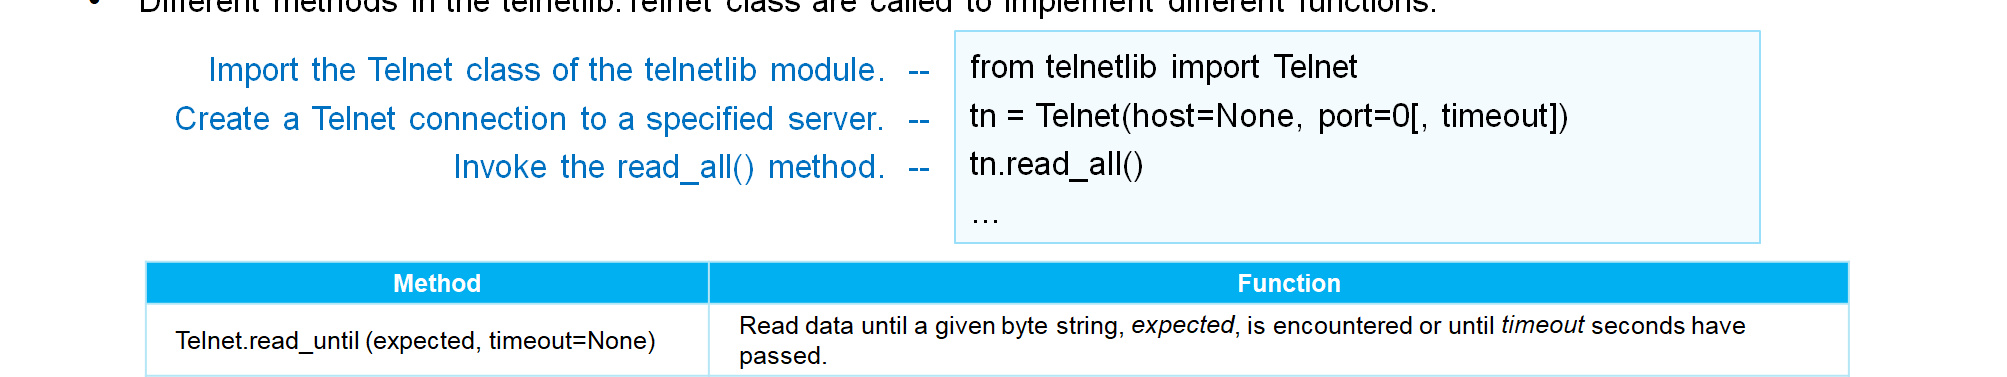 • Different methods in the telnetlib.Telnet class are called to implement different functions.
Import the Telnet class of the telnetlib module. -- from telnetlib import Telnet
Create a Telnet connection to a specified server. -- tn = Telnet(host=None, port=0[, timeout])
Invoke the read_all() method. -- tn.read_all()
...
Method Function
Telnet.read_until (expected, timeout=None) Read data until a given byte string, expected, is encountered or until timeout seconds have
passed.